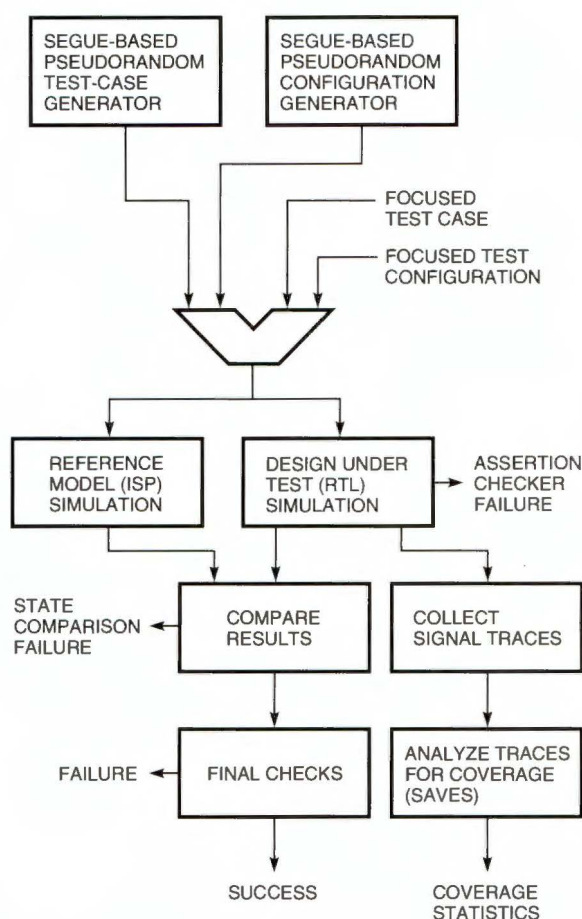 SEGUE-BASED
PSEUDORANDOM
TEST-CASE
GENERATOR
SEGUE-BASED
PSEUDORANDOM
CONFIGURATION
GENERATOR
FOCUSED
TEST CASE
FOCUSED TEST
CONFIGURATION
REFERENCE
MODEL (ISP)
SIMULATION
DESIGN UNDER
TEST (RTL)
SIMULATION
ASSERTION
CHECKER
FAILURE
STATE
COMPARISON
FAILURE
COMPARE
RESULTS
COLLECT
SIGNAL TRACES
FAILURE
FINAL CHECKS
ANALYZE TRACES
FOR COVERAGE
(SAVES)
SUCCESS
COVERAGE
STATISTICS